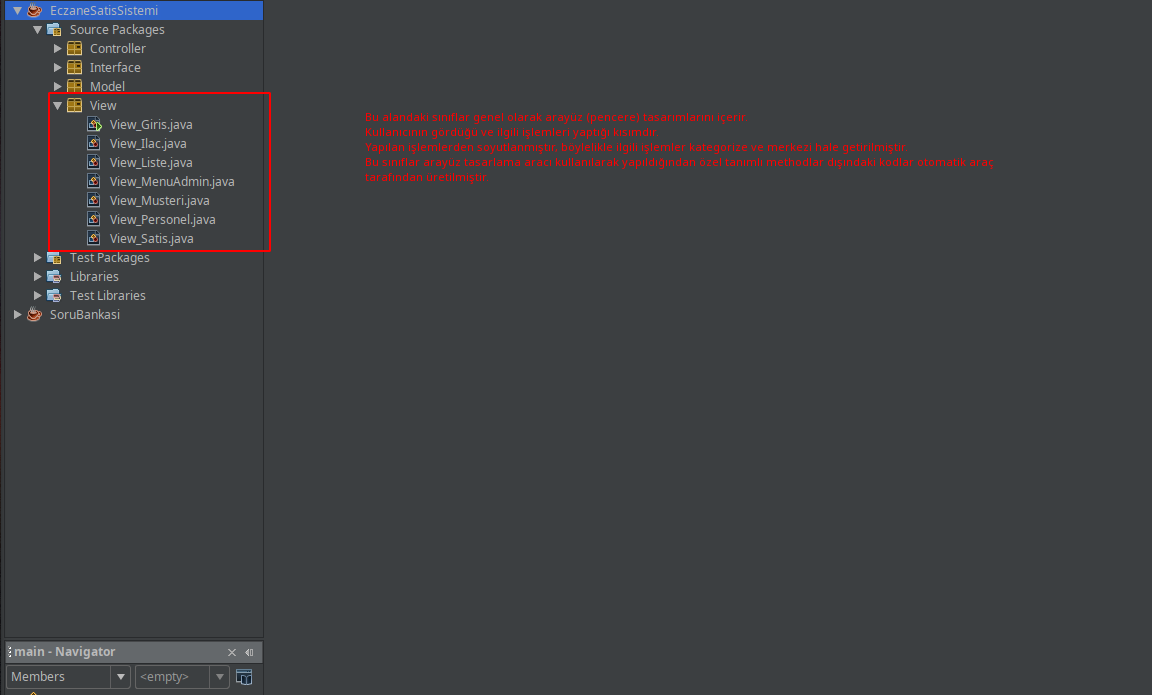 EczaneSatisSistemi
Source Packages
Controller
Interface
Model
View
View_Giris.java
View_Ilac.java
View_Liste.java
View_MenuAdmin.java
View_Musteri.java
View_Personel.java
View_Satis.java
Test Packages
Libraries
Test Libraries
SoruBankasi
Bu alandaki sınıflar genel olarak arayüz (pencere) tasarımlarını içerir.
Kullanıcının gördüğü ve ilgili işlemleri yaptığı kısımdır.
Yapılan işlemlerden soyutlanmıştır, böylelikle ilgili işlemler kategorize ve merkezi hale getirilmiştir.
Bu sınıflar arayüz tasarlama aracı kullanılarak yapıldığından özel tanımlı methodlar dışındaki kodlar otomatik araç
tarafından üretilmiştir.
main - Navigator
Members
<empty>